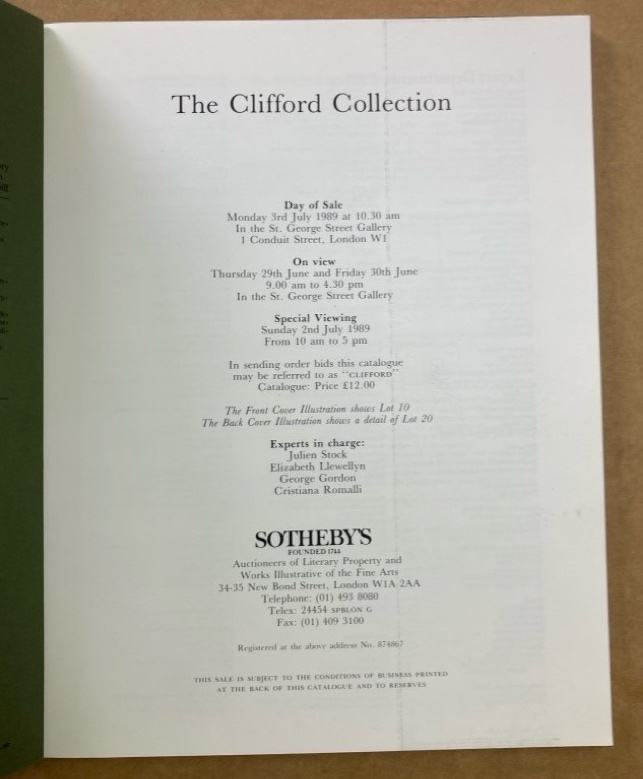 The Clifford Collection
Day of Sale
Monday 3rd July 1989 at 10.30 am
In the St. George Street Gallery
1 Conduit Street, London W1
On view
Thursday 29th June and Friday 30th June
9.00 am to 4.30 pm
In the St. George Street Gallery
Special Viewing
Sunday 2nd July 1989
From 10 am to 5 pm
In sending order bids this catalogue
may be referred to as "CLIFFORD"
Catalogue: Price £12.00
The Front Cover Illustration shows Lot 10
The Back Cover Illustration shows a detail of Lot 20
Experts in charge:
Julien Stock
Elizabeth Llewellyn
George Gordon
Cristiana Romalli
SOTHEBY'S
FOUNDED 1744
Auctioneers of Literary Property and
Works Illustrative of the Fine Arts
34-35 New Bond Street, London W1A 2AA
Telephone: (01) 493 8080
Telex: 24454 SPBLON G
Fax: (01) 409 3100
Registered at the above address No. 874867
THIS SALE IS SUBJECT TO THE CONDITIONS OF BUSINESS PRINTED
AT THE BACK OF THIS CATALOGUE AND TO RESERVES